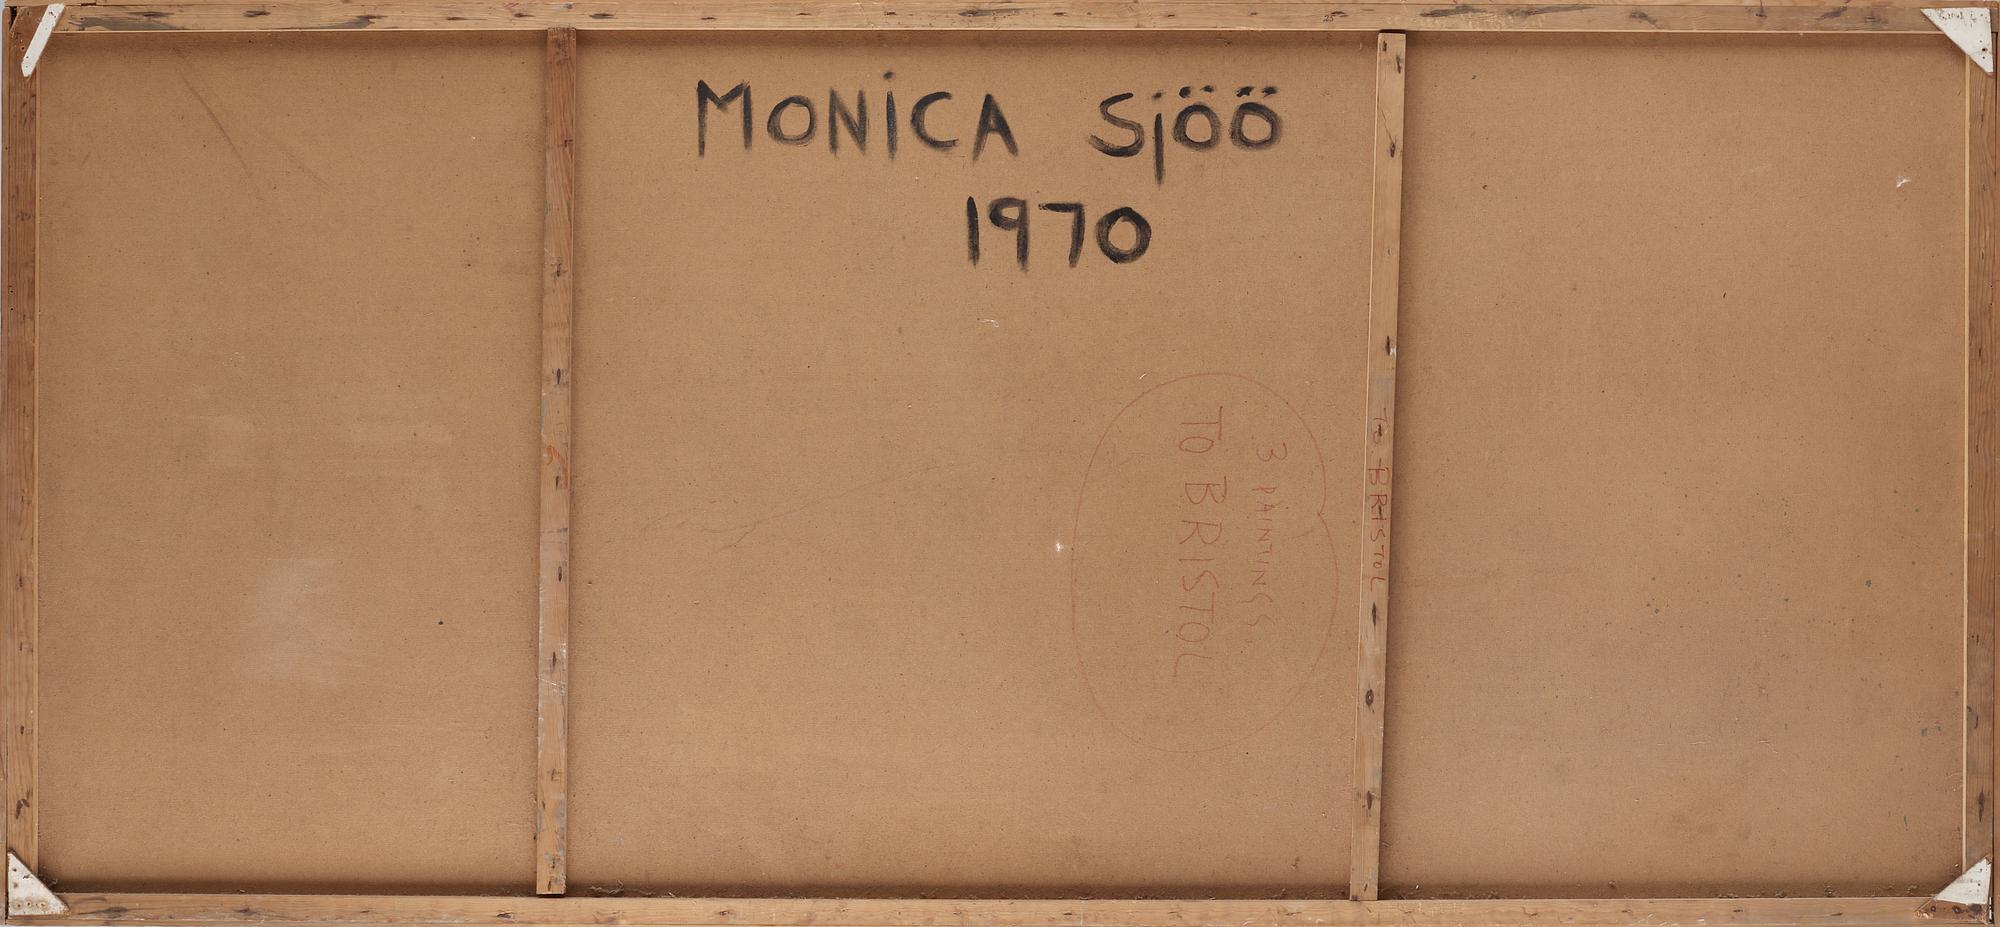 MONICA Sjöö
1970
3 PAINTINGS
TO BRISTOL
TO BRISTOL